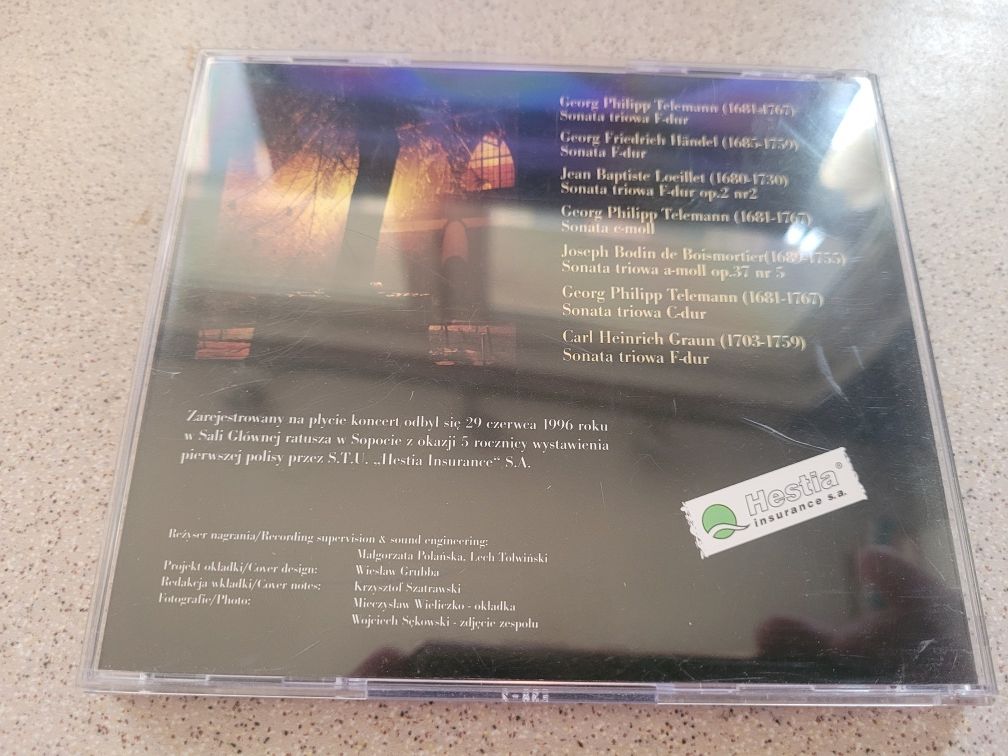 Georg Philipp Telemann (1681-1767)
Sonata triowa F-dur
Georg Friedrich Händel (1685-1759)
Sonata F-dur
Jean Baptiste Loeillet (1680-1730)
Sonata triowa F-dur op.2 nr2
Georg Philipp Telemann (1681-1767)
Sonata c-moll
Joseph Bodin de Boismortier(1689-1755)
Sonata triowa a-moll op.37 nr 5
Georg Philipp Telemann (1681-1767)
Sonata triowa C-dur
Carl Heinrich Graun (1703-1759)
Sonata triowa F-dur
Zarejestrowany na płycie koncert odbył się 29 czerwca 1996 roku
w Sali Głównej ratusza w Sopocie z okazji 5 rocznicy wystawienia
pierwszej polisy przez S.T.U. „Hestia Insurance“ S.A.
Hestia®
insurance s.a.
Reżyser nagrania/Recording supervision & sound engineering:
Małgorzata Polańska, Lech Tołwiński
Projekt okładki/Cover design: Wiesław Grubba
Redakcja wkładki/Cover notes: Krzysztof Szatrawski
Fotografie/Photo: Mieczysław Wieliczko - okładka
Wojciech Sękowski - zdjęcie zespołu